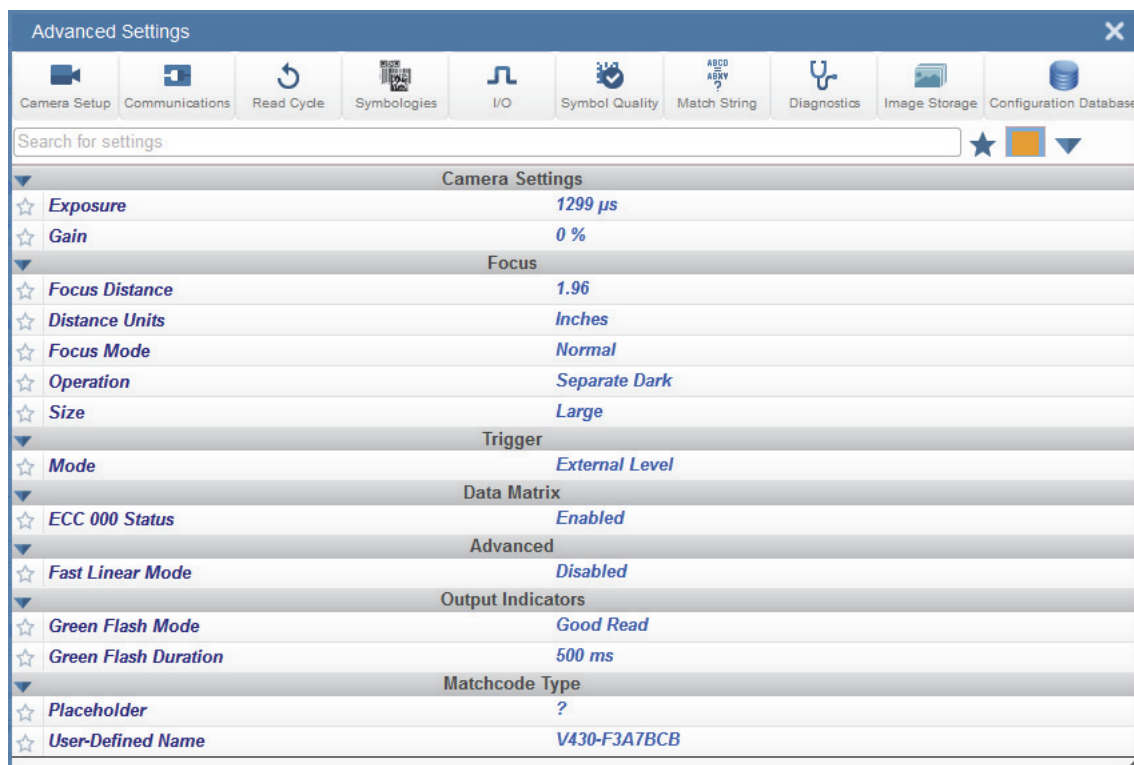 Advanced Settings
ABCD
ABXY
?
Camera Setup Communications Read Cycle Symbologies I/O Symbol Quality Match String Diagnostics Image Storage Configuration Database
Search for settings
Camera Settings
Exposure 1299 µs
Gain 0 %
Focus
Focus Distance 1.96
Distance Units Inches
Focus Mode Normal
Operation Separate Dark
Size Large
Trigger
Mode External Level
Data Matrix
ECC 000 Status Enabled
Advanced
Fast Linear Mode Disabled
Output Indicators
Green Flash Mode Good Read
Green Flash Duration 500 ms
Matchcode Type
Placeholder ?
User-Defined Name V430-F3A7BCB